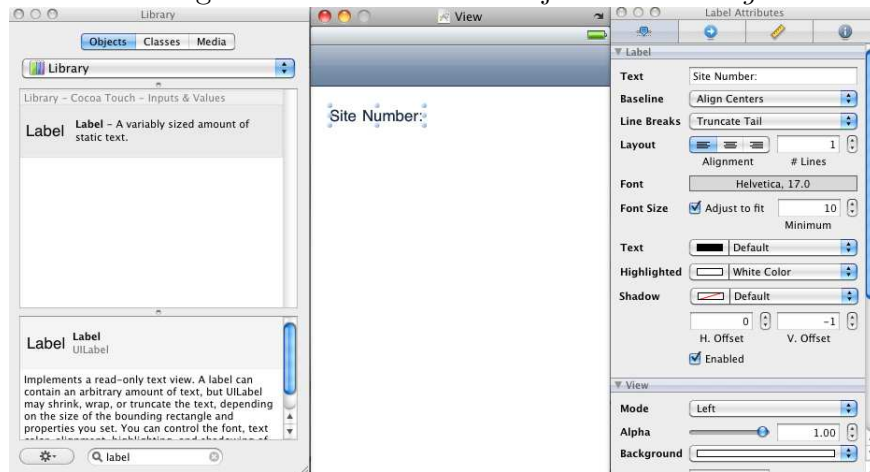 Library
Objects Classes Media
Library
Library – Cocoa Touch – Inputs & Values
Label Label – A variably sized amount of
static text.
Label Label
UILabel
Implements a read-only text view. A label can
contain an arbitrary amount of text, but UILabel
may shrink, wrap, or truncate the text, depending
on the size of the bounding rectangle and
properties you set. You can control the font, text
label
View
Site Number:
Label Attributes
Label
Text Site Number:
Baseline Align Centers
Line Breaks Truncate Tail
Layout 1
Alignment # Lines
Font Helvetica, 17.0
Font Size Adjust to fit 10
Minimum
Text Default
Highlighted White Color
Shadow Default
0 -1
H. Offset V. Offset
Enabled
View
Mode Left
Alpha 1.00
Background